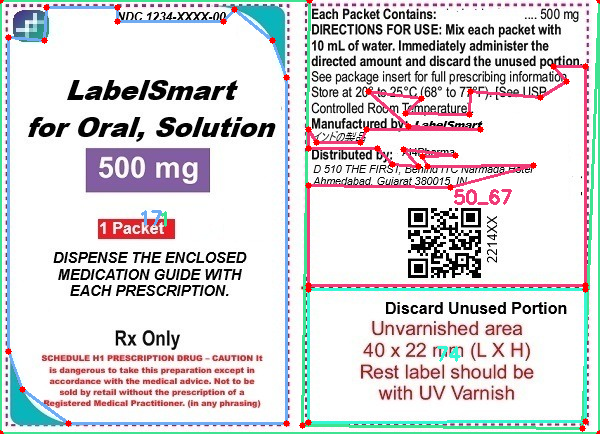 NDC 1234-XXXX-00
LabelSmart
for Oral, Solution
500 mg
1 Packet
171
DISPENSE THE ENCLOSED
MEDICATION GUIDE WITH
EACH PRESCRIPTION.
Rx Only
SCHEDULE H1 PRESCRIPTION DRUG – CAUTION It
is dangerous to take this preparation except in
accordance with the medical advice. Not to be
sold by retail without the prescription of a
Registered Medical Practitioner. (in any phrasing)
Each Packet Contains: .... 500 mg
DIRECTIONS FOR USE: Mix each packet with
10 mL of water. Immediately administer the
directed amount and discard the unused portion
See package insert for full prescribing information
Store at 20° to 25°C (68° to 77°F). [See USP
Controlled Room Temperature]
Manufactured by: LabelSmart
インドの製品
Distributed by: Pharma
D 510 THE FIRST, Behind ITC Narmada Hotel
Ahmedabad, Gujarat 380015, IN
50_67
2214XX
Discard Unused Portion
Unvarnished area
40 x 22 mm (L X H)
74
Rest label should be
with UV Varnish